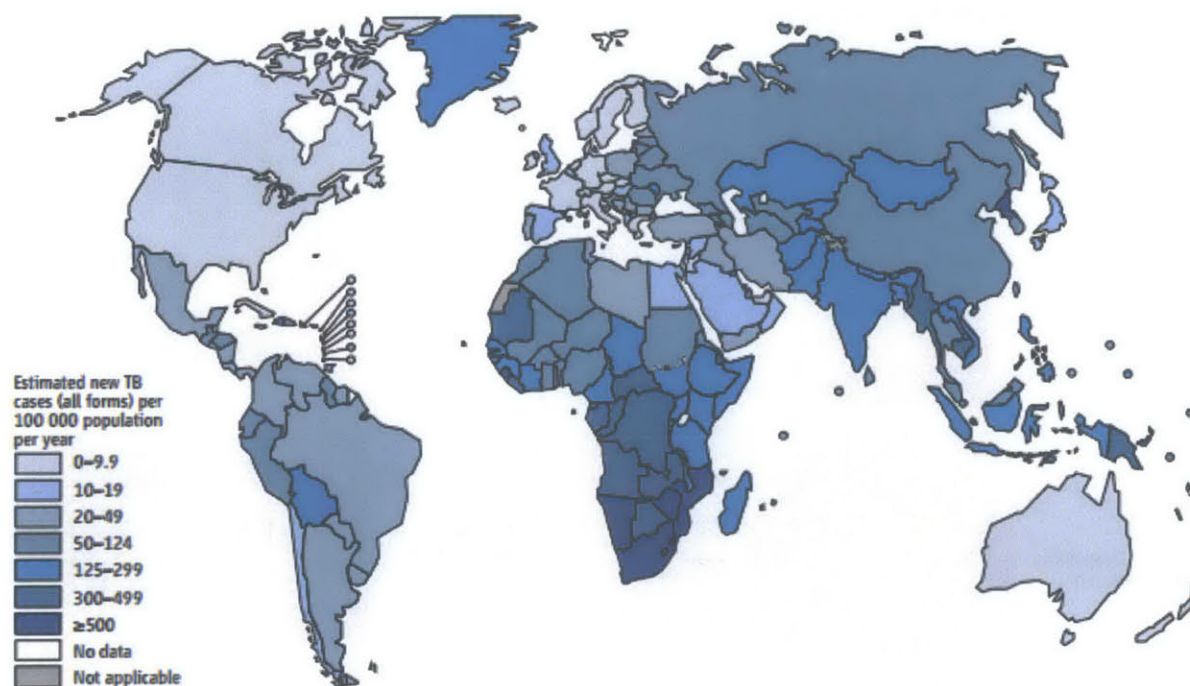 Estimated new TB
cases (all forms) per
100 000 population
per year
0–9.9
10–19
20–49
50–124
125–299
300–499
≥500
No data
Not applicable